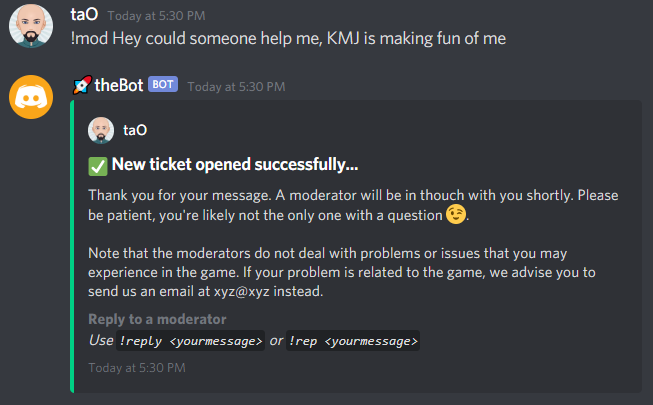 taO Today at 5:30 PM
!mod Hey could someone help me, KMJ is making fun of me
theBot BOT Today at 5:30 PM
taO
New ticket opened successfully...
Thank you for your message. A moderator will be in thouch with you shortly. Please
be patient, you're likely not the only one with a question 😉.
Note that the moderators do not deal with problems or issues that you may
experience in the game. If your problem is related to the game, we advise you to
send us an email at xyz@xyz instead.
Reply to a moderator
Use !reply <yourmessage> or !rep <yourmessage>
Today at 5:30 PM